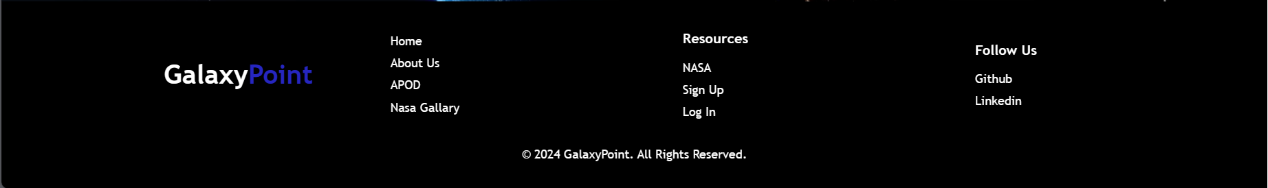 GalaxyPoint
Home
About Us
APOD
Nasa Gallary
Resources
NASA
Sign Up
Log In
Follow Us
Github
Linkedin
© 2024 GalaxyPoint. All Rights Reserved.